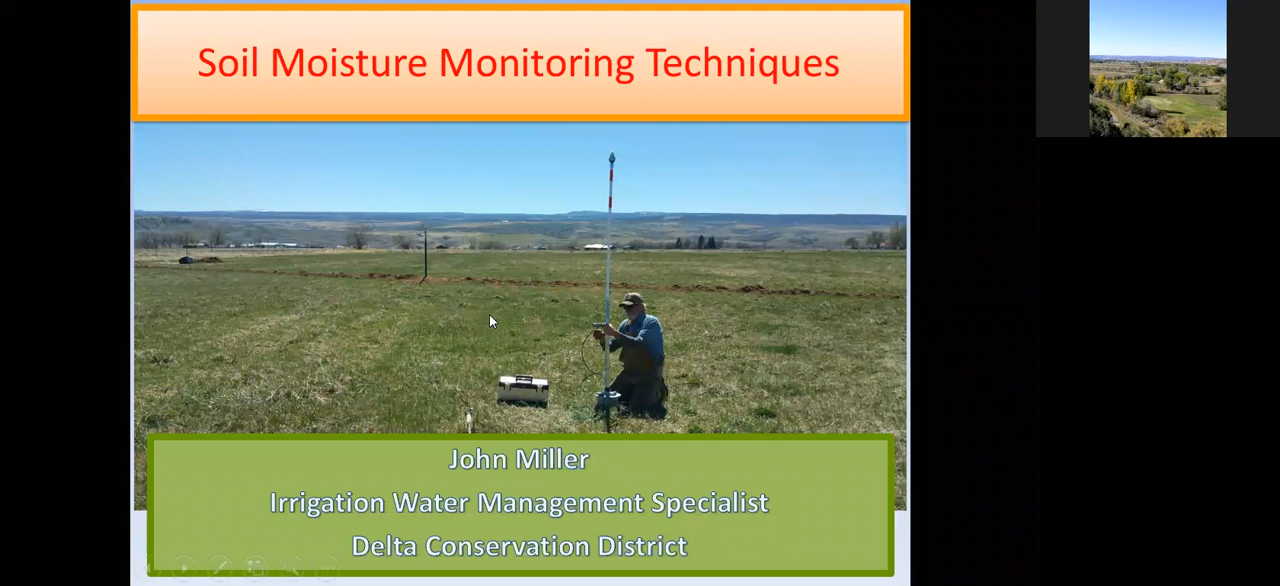 Soil Moisture Monitoring Techniques
John Miller
Irrigation Water Management Specialist
Delta Conservation District